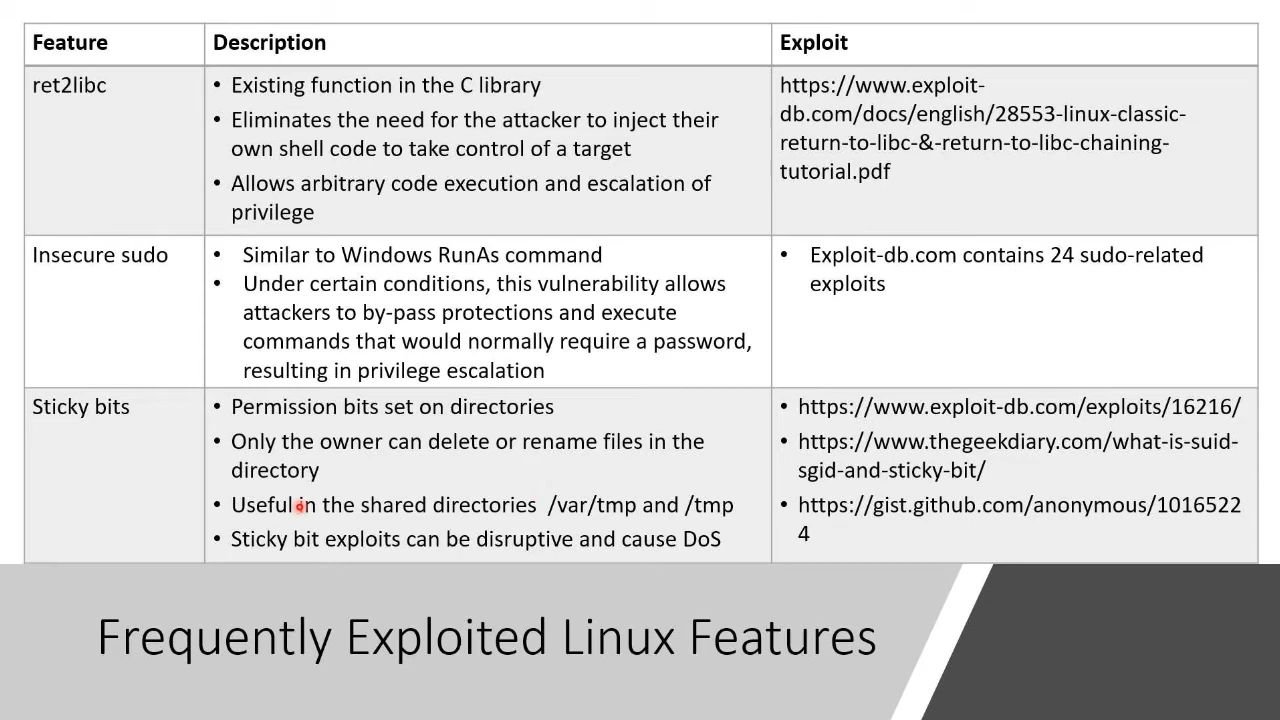 Feature Description Exploit
ret2libc
• Existing function in the C library
• Eliminates the need for the attacker to inject their
own shell code to take control of a target
• Allows arbitrary code execution and escalation of
privilege
https://www.exploit-
db.com/docs/english/28553-linux-classic-
return-to-libc-&-return-to-libc-chaining-
tutorial.pdf
Insecure sudo
• Similar to Windows RunAs command
• Under certain conditions, this vulnerability allows
attackers to by-pass protections and execute
commands that would normally require a password,
resulting in privilege escalation
• Exploit-db.com contains 24 sudo-related
exploits
Sticky bits
• Permission bits set on directories
• Only the owner can delete or rename files in the
directory
• Useful in the shared directories /var/tmp and /tmp
• Sticky bit exploits can be disruptive and cause DoS
• https://www.exploit-db.com/exploits/16216/
• https://www.thegeekdiary.com/what-is-suid-
sgid-and-sticky-bit/
• https://gist.github.com/anonymous/1016522
4
Frequently Exploited Linux Features